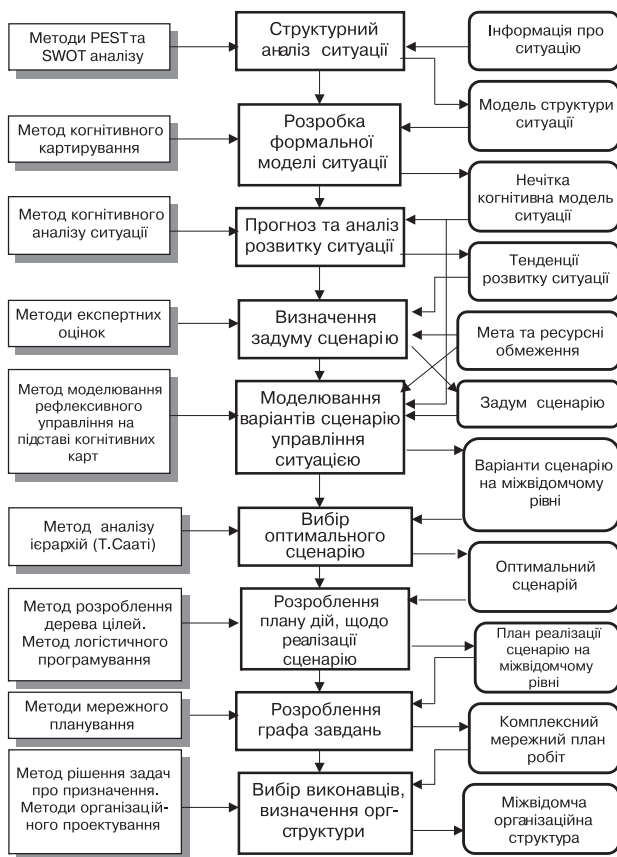 Методи PEST та
SWOT аналізу
Структурний
аналіз ситуації
Інформація про
ситуацію
Модель структури
ситуації
Метод когнітивного
картирування
Розробка
формальної
моделі ситуації
Нечітка
когнітивна модель
ситуації
Метод когнітивного
аналізу ситуації
Прогноз та аналіз
розвитку ситуації
Тенденції
розвитку ситуації
Методи експертних
оцінок
Визначення
задуму сценарію
Мета та ресурсні
обмеження
Метод моделювання
рефлексивного
управління на
підставі когнітивних
карт
Моделювання
варіантів сценарію
управління
ситуацією
Задум сценарію
Варіанти сценарію
на міжвідомчому
рівні
Метод аналізу
ієрархій (Т.Сааті)
Вибір
оптимального
сценарію
Оптимальний
сценарій
Метод розроблення
дерева цілей.
Метод логістичного
програмування
Розроблення
плану дій, щодо
реалізації
сценарію
План реалізації
сценарію на
міжвідомчому
рівні
Методи мережного
планування
Розроблення
графа завдань
Комплексний
мережний план
робіт
Метод рішення задач
про призначення.
Методи організацій-
ного проектування
Вибір виконавців,
визначення орг-
структури
Міжвідомча
організаційна
структура